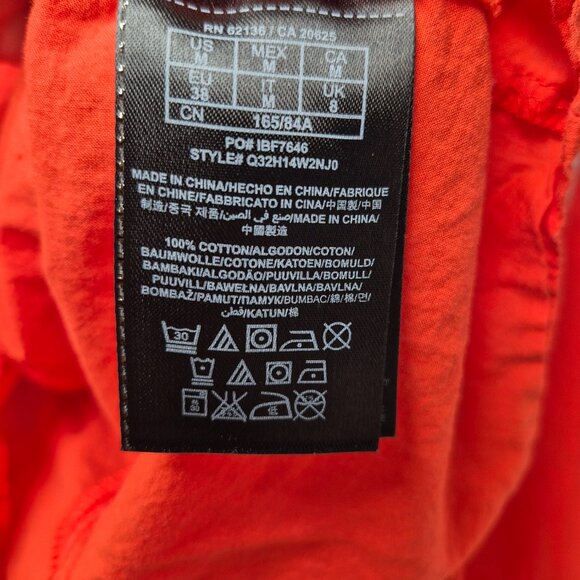 RN 62136 / CA 20625
US M MEX M CA M
EU 38 IT M UK 8
CN 165/84A
PO# IBF7646
STYLE# Q32H14W2NJ0
MADE IN CHINA/HECHO EN CHINA/FABRIQUE
EN CHINE/FABBRICATO IN CINA/中国製/中国
制造/중국 제품/صنع في الصين/MADE IN CHINA/
中國製
100% COTTON/ALGODON/COTON/
BAUMWOLLE/COTONE/KATOEN/BOMULD/
BAMBAKI/ALGODÃO/PUUVILLA/BOMULL/
PUUVILL/BAWEŁNA/BAVLNA/BAVLNA/
BOMBAŽ/PAMUT/ПАМУК/BUMBAC/綿/棉/면/
قطن/KATUN/棉
30
30
低